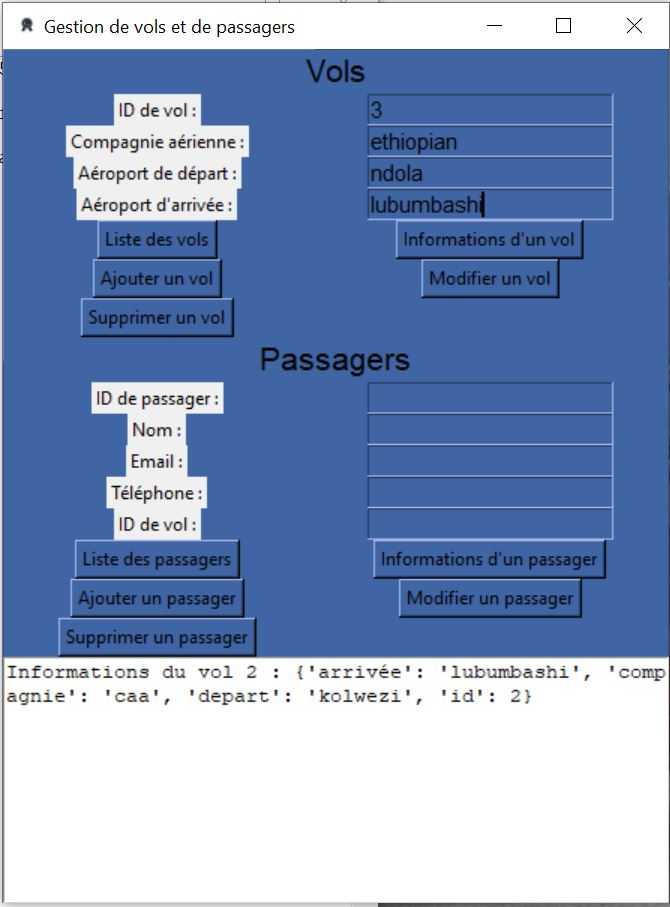 Gestion de vols et de passagers
Vols
ID de vol : 3
Compagnie aérienne : ethiopian
Aéroport de départ : ndola
Aéroport d'arrivée : lubumbashi
Liste des vols Informations d'un vol
Ajouter un vol Modifier un vol
Supprimer un vol
Passagers
ID de passager :
Nom :
Email :
Téléphone :
ID de vol :
Liste des passagers Informations d'un passager
Ajouter un passager Modifier un passager
Supprimer un passager
Informations du vol 2 : {'arrivée': 'lubumbashi', 'comp
agnie': 'caa', 'depart': 'kolwezi', 'id': 2}